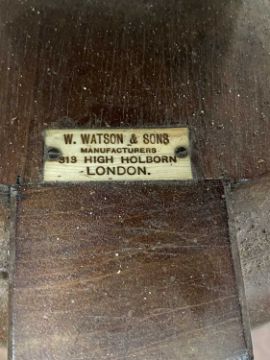 W. WATSON & SONS
MANUFACTURERS
313 HIGH HOLBORN
LONDON.